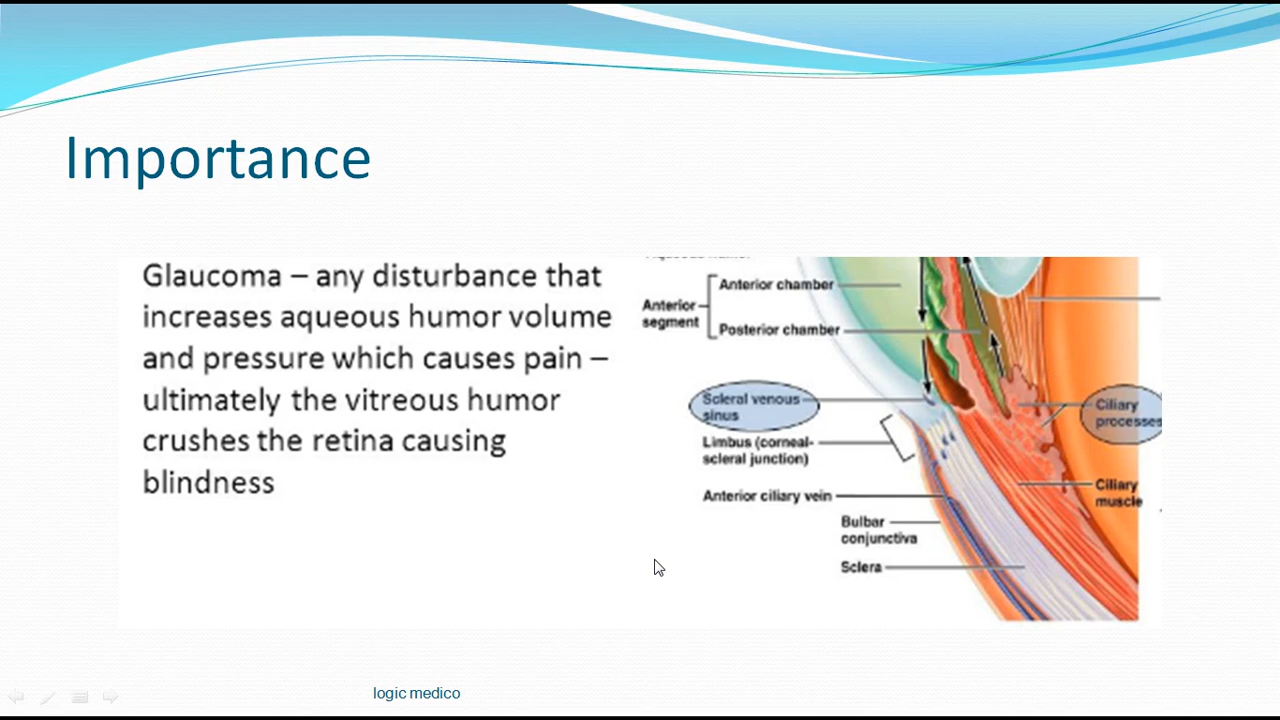 Importance
Glaucoma – any disturbance that
increases aqueous humor volume
and pressure which causes pain –
ultimately the vitreous humor
crushes the retina causing
blindness
Anterior chamber
Anterior
segment
Posterior chamber
Scleral venous
sinus
Limbus (corneal-
scleral junction)
Anterior ciliary vein
Bulbar
conjunctiva
Sclera
Ciliary
processes
Ciliary
muscle
logic medico